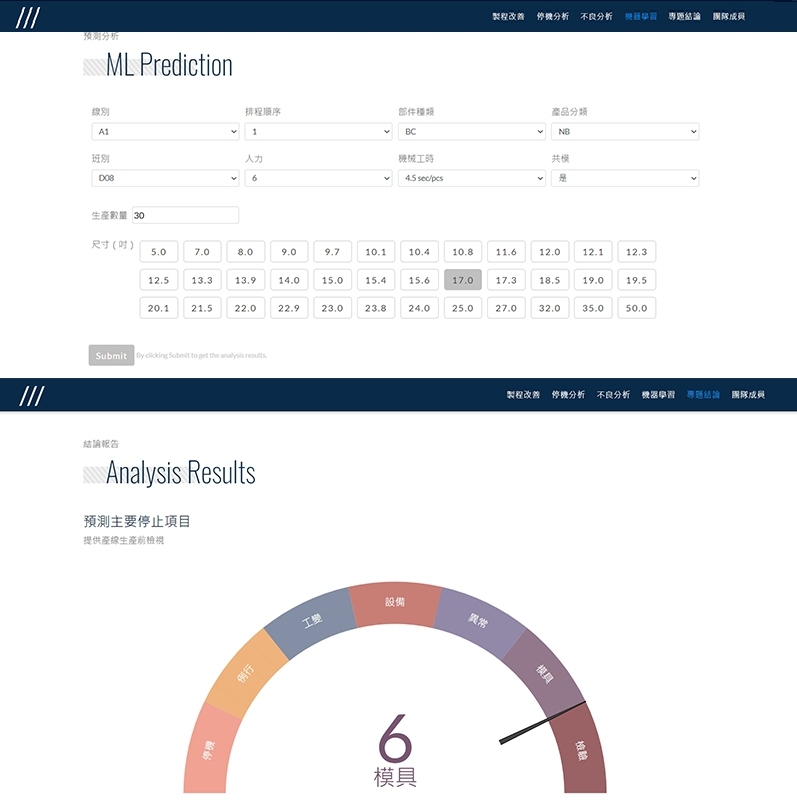 製程改善 停機分析 不良分析 機器學習 專題結論 團隊成員
預測分析
ML Prediction
線別 排程順序 部件種類 產品分類
A1 1 BC NB
班別 人力 機械工時 共模
D08 6 4.5 sec/pcs 是
生產數量 30
尺寸 ( 吋 ) 5.0 7.0 8.0 9.0 9.7 10.1 10.4 10.8 11.6 12.0 12.1 12.3
12.5 13.3 13.9 14.0 15.0 15.4 15.6 17.0 17.3 18.5 19.0 19.5
20.1 21.5 22.0 22.9 23.0 23.8 24.0 25.0 27.0 32.0 35.0 50.0
Submit By clicking Submit to get the analysis results.
製程改善 停機分析 不良分析 機器學習 專題結論 團隊成員
結論報告
Analysis Results
預測主要停止項目
提供產線生產前檢視
停機
例行
工變
設備
異常
模具
檢驗
6
模具